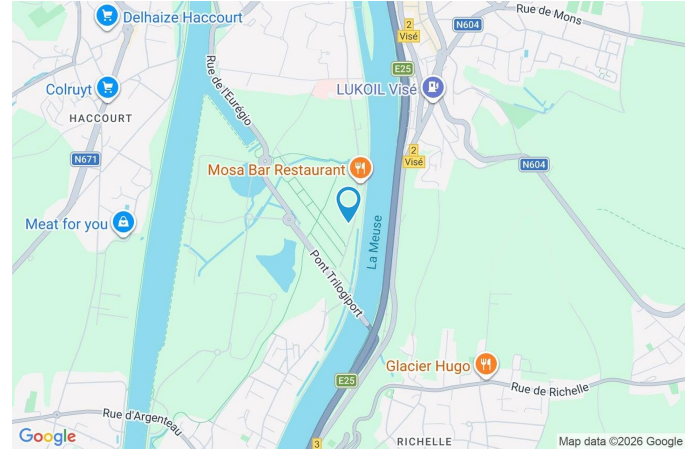 Delhaize Haccourt
Rue de Mons
2
Visé
N604
E25
Rue de l'Eurégio
Colruyt
LUKOIL Visé
HACCOURT
N671
2
Visé
N604
Mosa Bar Restaurant
Meat for you
La Meuse
Pont Trilogiport
Glacier Hugo
E25
Rue de Richelle
Rue d'Argenteau
Google
3
RICHELLE
Map data ©2026 Google